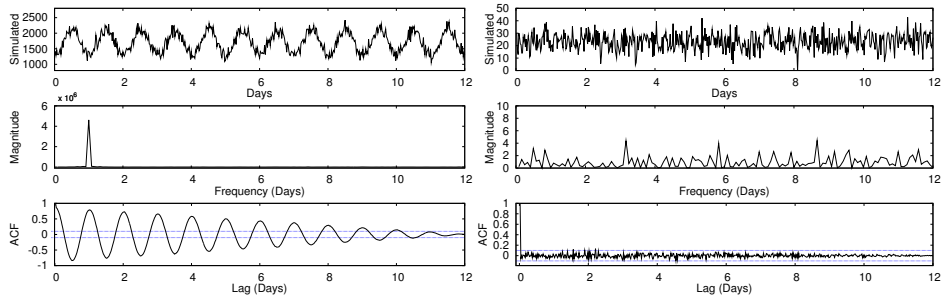 Simulated
2500
2000
1500
1000
0 2 4 6 8 10 12
Days
x 10^6
Magnitude
6
4
2
0
0 2 4 6 8 10 12
Frequency (Days)
ACF
1
0.5
0
-0.5
-1
0 2 4 6 8 10 12
Lag (Days)
Simulated
50
40
30
20
10
0
0 2 4 6 8 10 12
Days
Magnitude
10
8
6
4
2
0
0 2 4 6 8 10 12
Frequency (Days)
ACF
1
0.8
0.6
0.4
0.2
0
0 2 4 6 8 10 12
Lag (Days)